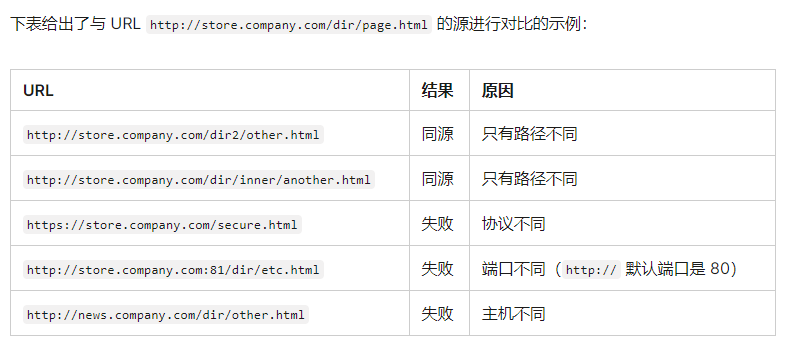 下表给出了与 URL http://store.company.com/dir/page.html 的源进行对比的示例：
URL 结果 原因
http://store.company.com/dir2/other.html 同源 只有路径不同
http://store.company.com/dir/inner/another.html 同源 只有路径不同
https://store.company.com/secure.html 失败 协议不同
http://store.company.com:81/dir/etc.html 失败 端口不同（http:// 默认端口是 80）
http://news.company.com/dir/other.html 失败 主机不同